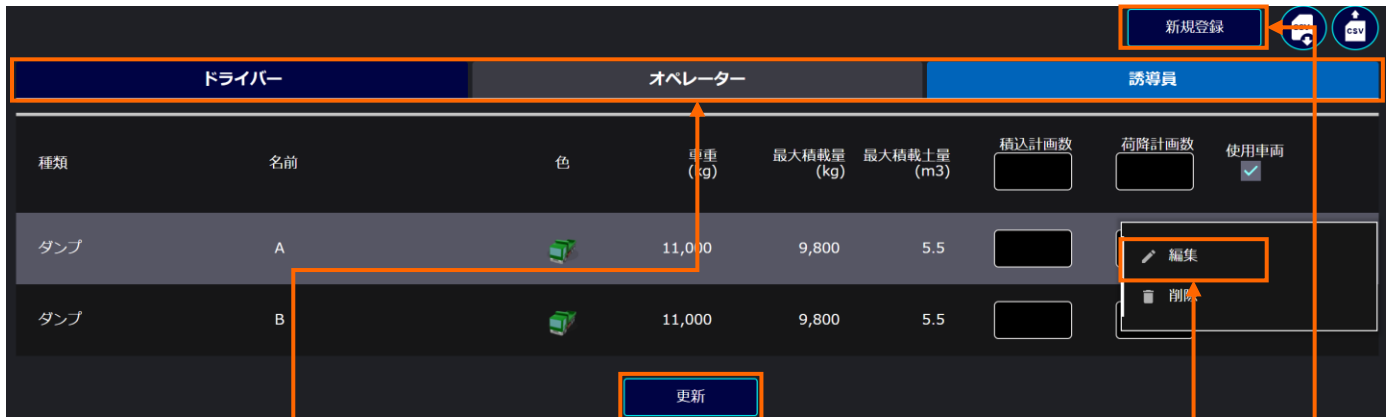 新規登録
CSV
CSV
ドライバー オペレーター 誘導員
種類 名前 色 車重 (kg) 最大積載量 (kg) 最大積載土量 (m3) 積込計画数 荷降計画数 使用車両
ダンプ A 11,000 9,800 5.5
編集
削除
ダンプ B 11,000 9,800 5.5
更新